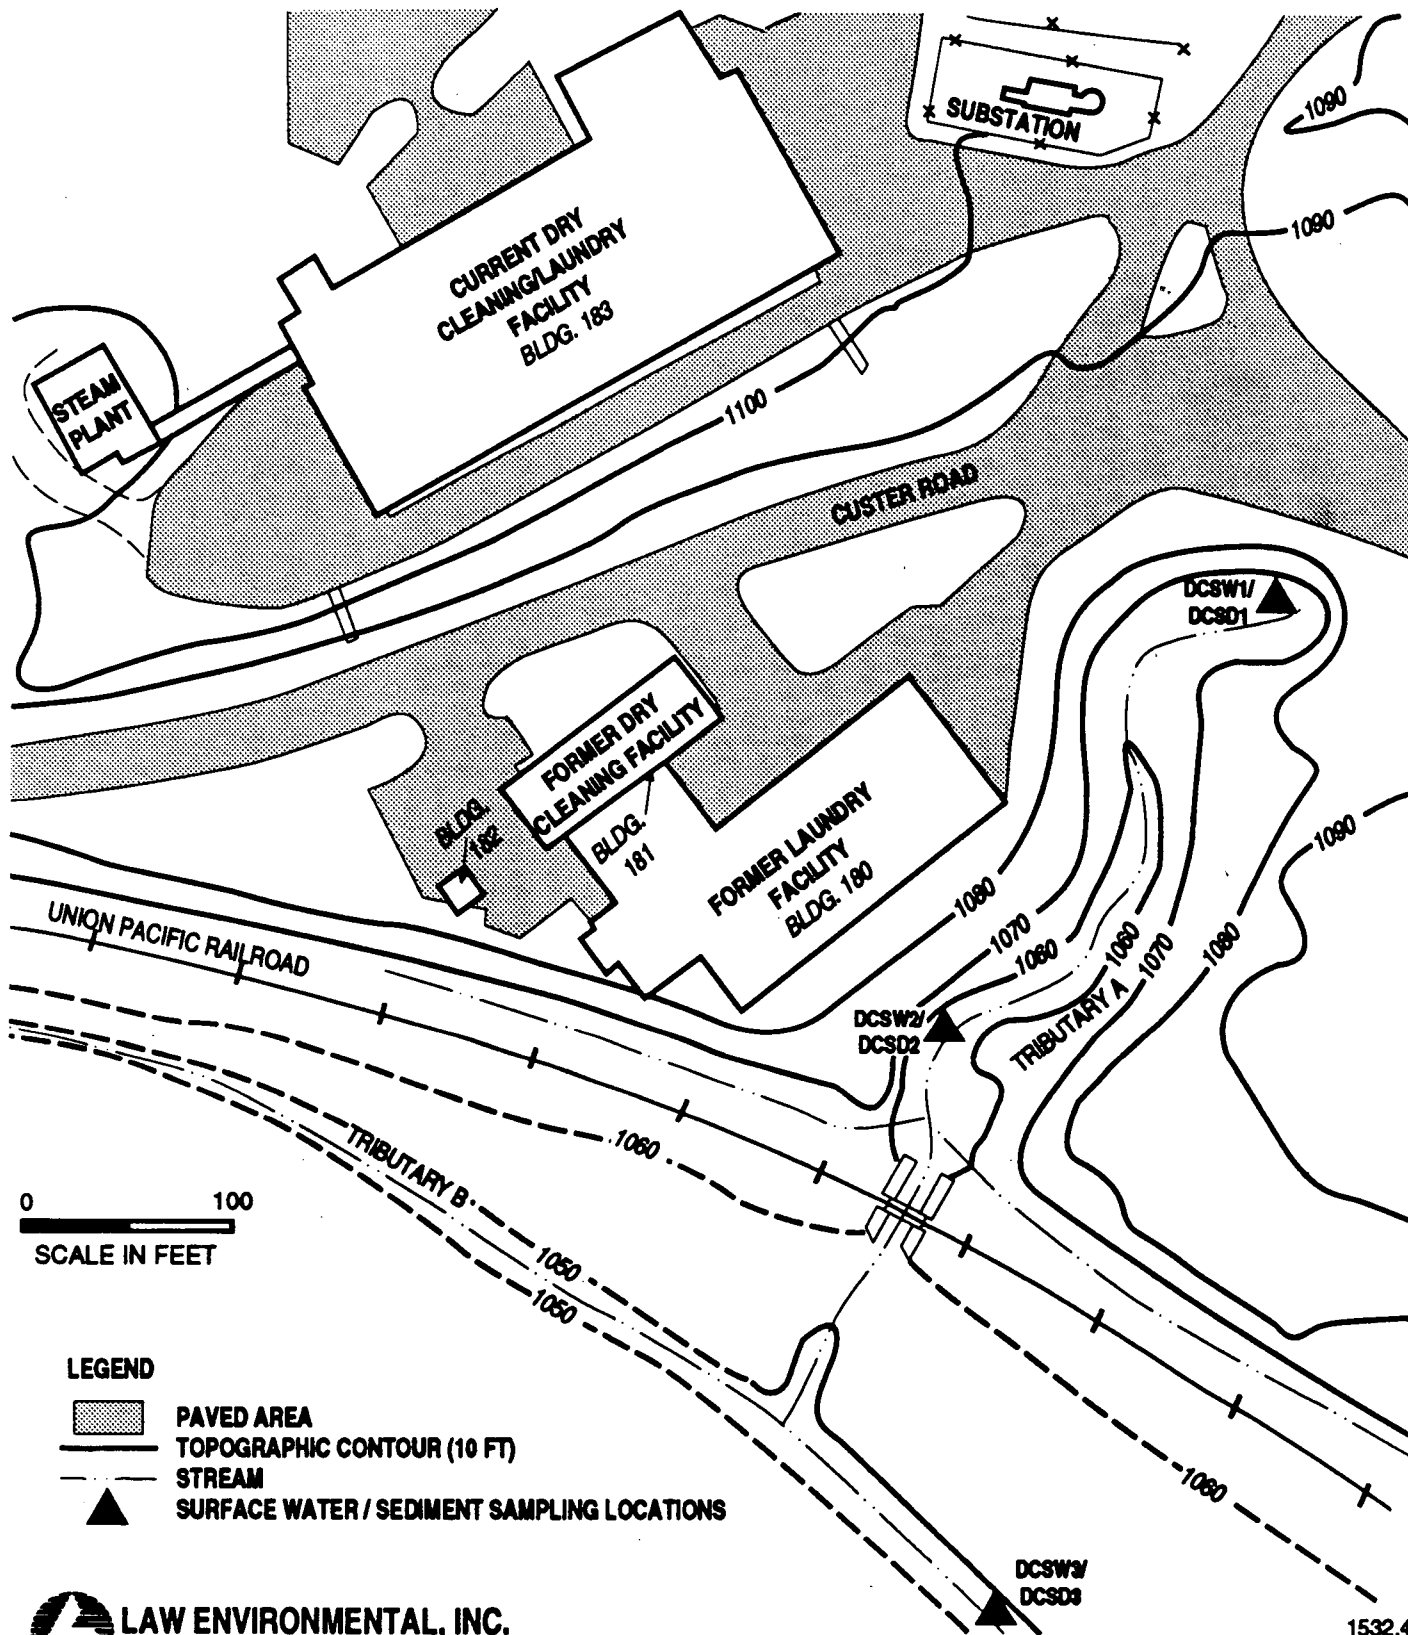 SUBSTATION
1090
1090
CURRENT DRY
CLEANING/LAUNDRY
FACILITY
BLDG. 183
STEAM
PLANT
1100
CUSTER ROAD
DCSW1/
DCSD1
FORMER DRY
CLEANING FACILITY
BLDG.
182
BLDG.
181
FORMER LAUNDRY
FACILITY
BLDG. 180
1090
1080
1070
1060
1060
1070
1080
UNION PACIFIC RAILROAD
DCSW2/
DCSD2
TRIBUTARY A
1060
TRIBUTARY B
0 100
SCALE IN FEET
1050
1050
LEGEND
PAVED AREA
TOPOGRAPHIC CONTOUR (10 FT)
STREAM
SURFACE WATER / SEDIMENT SAMPLING LOCATIONS
1060
DCSW3/
DCSD3
LAW ENVIRONMENTAL, INC.
1532.4